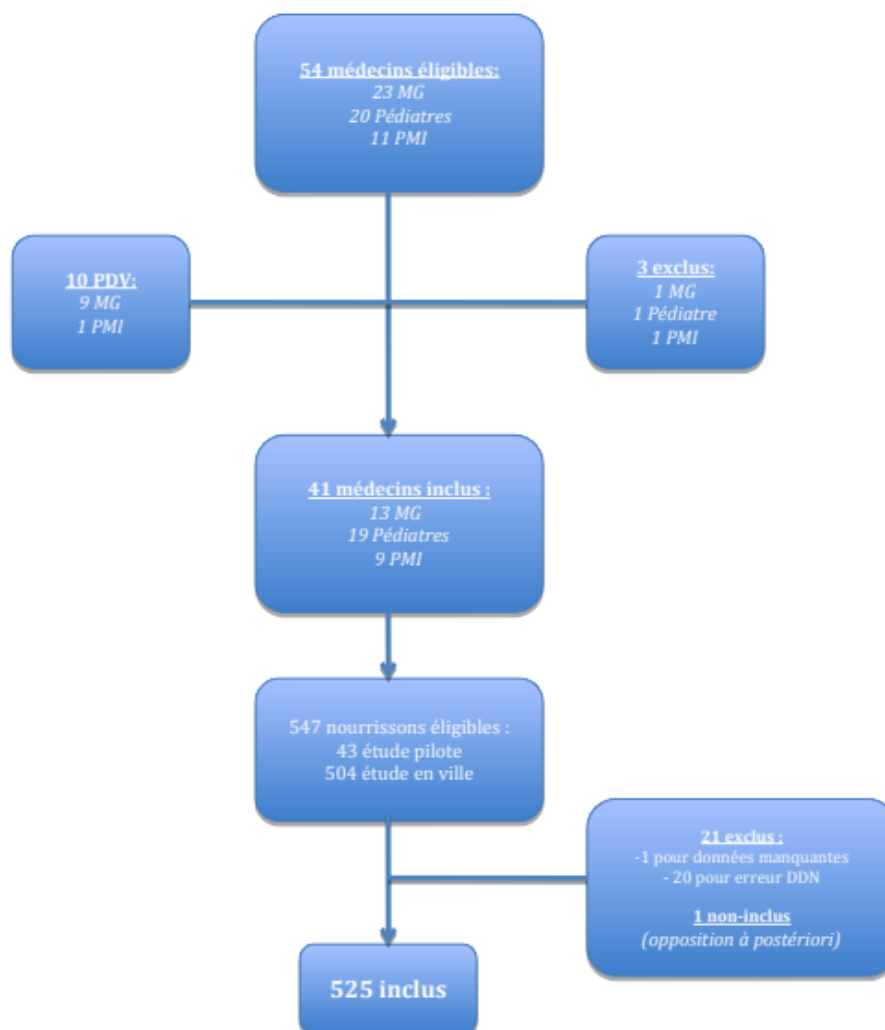 54 médecins éligibles:
23 MG
20 Pédiatres
11 PMI
10 PDV:
9 MG
1 PMI
3 exclus:
1 MG
1 Pédiatre
1 PMI
41 médecins inclus :
13 MG
19 Pédiatres
9 PMI
547 nourrissons éligibles :
43 étude pilote
504 étude en ville
21 exclus :
-1 pour données manquantes
- 20 pour erreur DDN
1 non-inclus
(opposition à postériori)
525 inclus